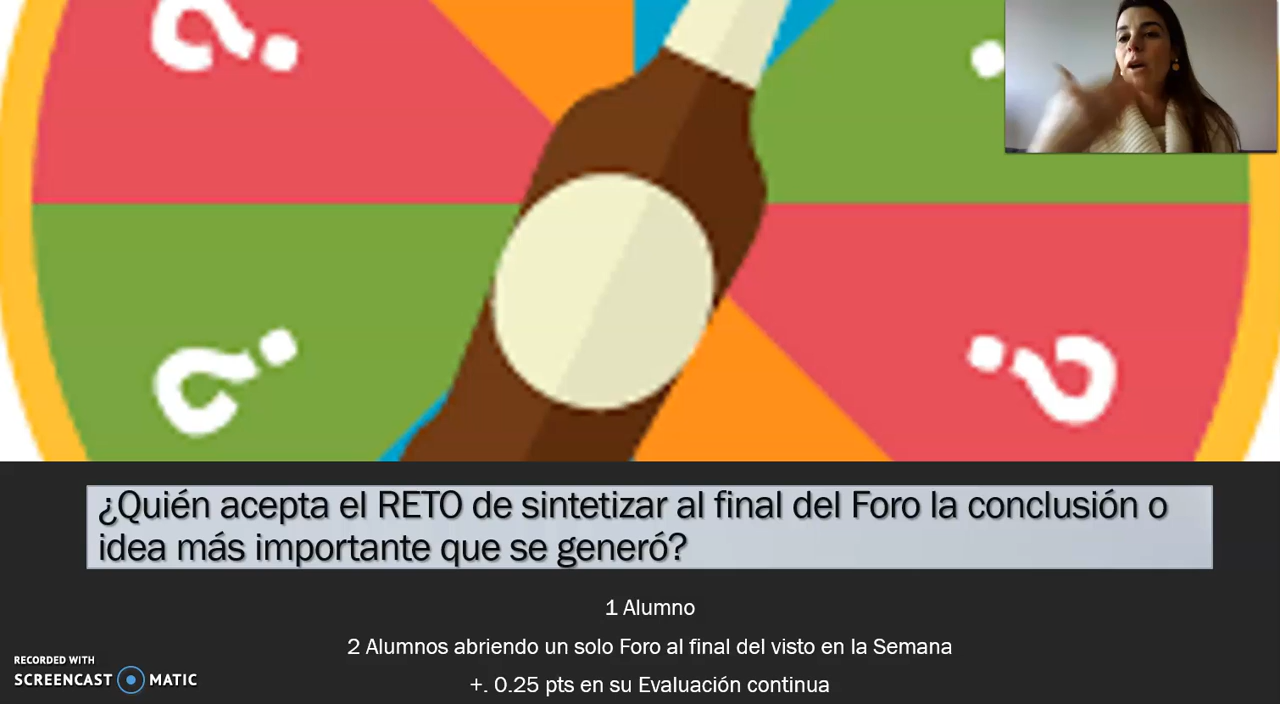 ? ?
? ?
¿Quién acepta el RETO de sintetizar al final del Foro la conclusión o
idea más importante que se generó?
1 Alumno
2 Alumnos abriendo un solo Foro al final del visto en la Semana
+. 0.25 pts en su Evaluación continua
RECORDED WITH
SCREENCAST MATIC